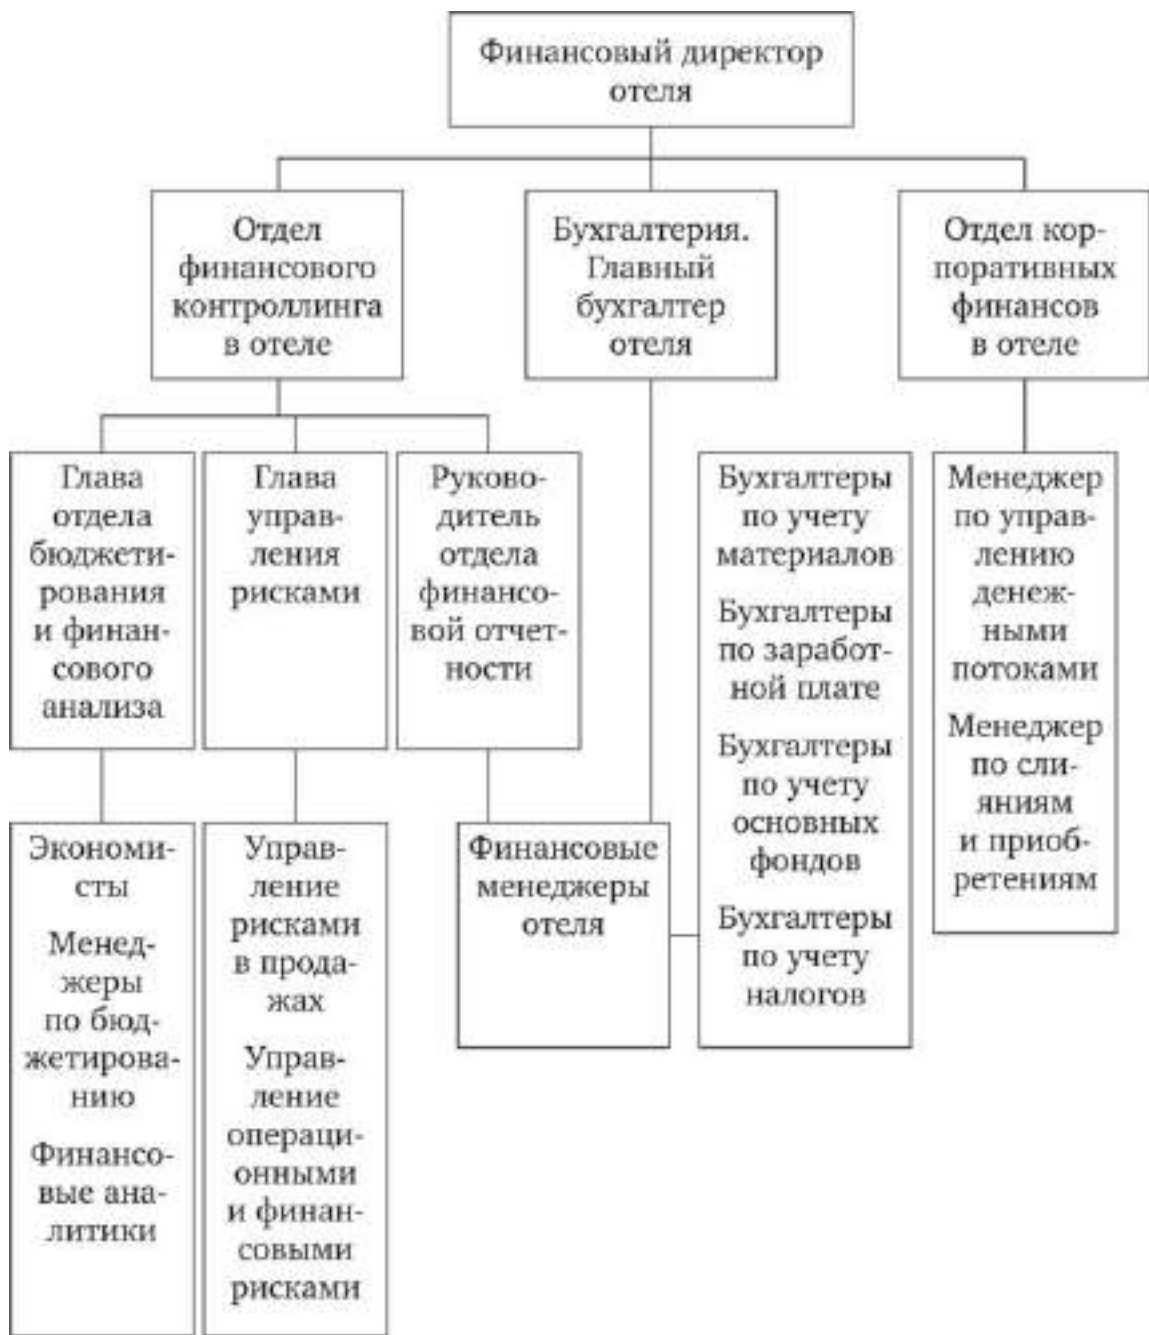 Финансовый директор
отеля
Отдел
финансового
контроллинга
в отеле
Бухгалтерия.
Главный
бухгалтер
отеля
Отдел кор-
поративных
финансов
в отеле
Глава
отдела
бюджети-
рования
и финан-
сового
анализа
Глава
управ-
ления
рисками
Руково-
дитель
отдела
финансо-
вой отчет-
ности
Бухгалтеры
по учету
материалов
Бухгалтеры
по заработ-
ной плате
Бухгалтеры
по учету
основных
фондов
Бухгалтеры
по учету
налогов
Менеджер
по управ-
лению
денеж-
ными
потоками
Менеджер
по сли-
яниям
и приоб-
ретениям
Экономи-
сты
Менед-
жеры
по бюд-
жетирова-
нию
Финансо-
вые ана-
литики
Управ-
ление
рисками
в прода-
жах
Управ-
ление
операци-
онными
и финан-
совыми
рисками
Финансовые
менеджеры
отеля